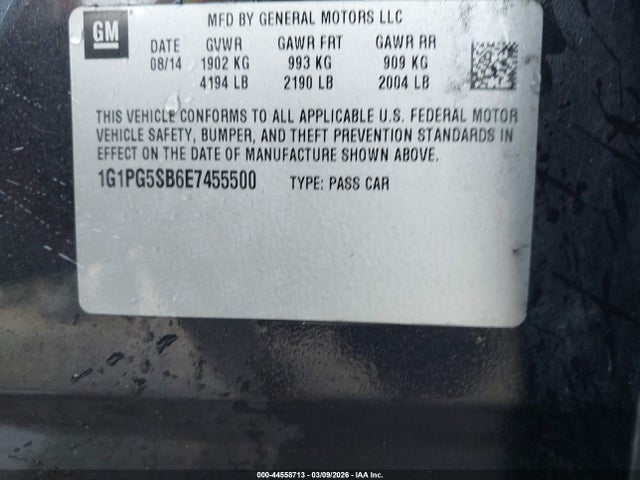 GM
MFD BY GENERAL MOTORS LLC
DATE GVWR GAWR FRT GAWR RR
08/14 1902 KG 993 KG 909 KG
4194 LB 2190 LB 2004 LB
THIS VEHICLE CONFORMS TO ALL APPLICABLE U.S. FEDERAL MOTOR
VEHICLE SAFETY, BUMPER, AND THEFT PREVENTION STANDARDS IN
EFFECT ON THE DATE OF MANUFACTURE SHOWN ABOVE.
1G1PG5SB6E7455500 TYPE: PASS CAR
000-44558713 - 03/09/2026 - IAA Inc.